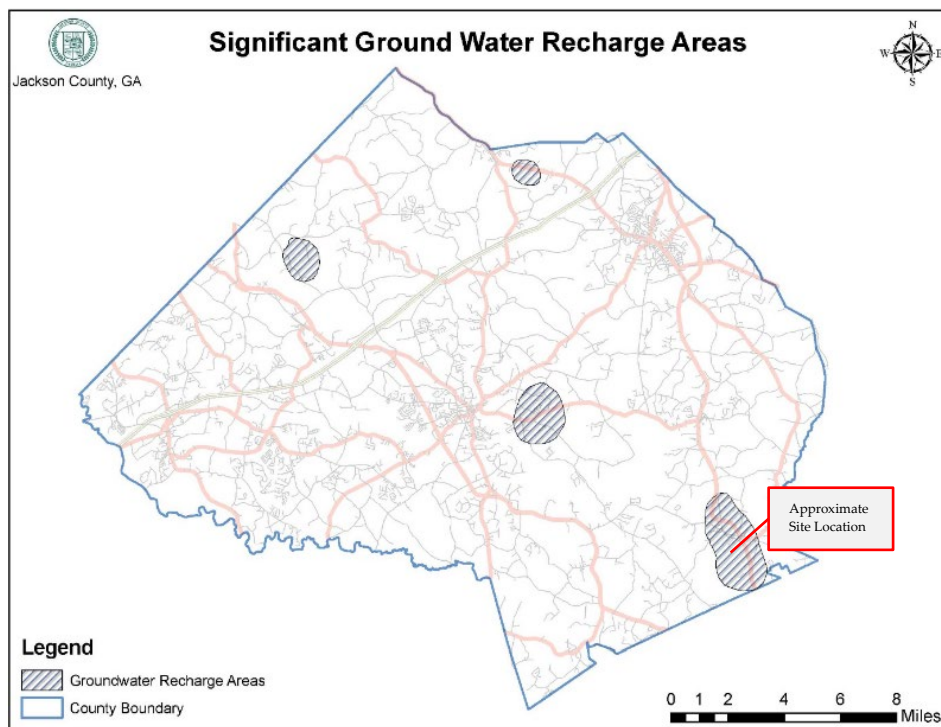 Significant Ground Water Recharge Areas
Jackson County, GA
N
W
E
S
Approximate
Site Location
Legend
Groundwater Recharge Areas
County Boundary
0 1 2 4 6 8
Miles